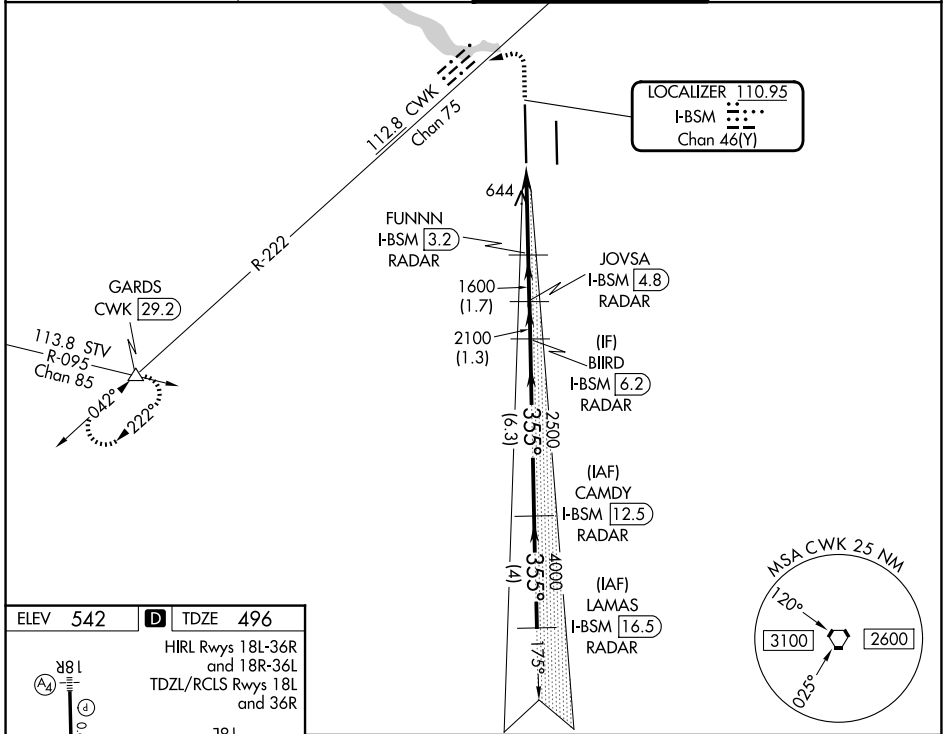 112.8 CWK
Chan 75
LOCALIZER 110.95
I-BSM
Chan 46(Y)
644
FUNNN
I-BSM 3.2
RADAR
R-222
JOVSA
I-BSM 4.8
RADAR
1600
(1.7)
GARDS
CWK 29.2
2100
(1.3)
(IF)
BIIRD
I-BSM 6.2
RADAR
113.8 STV
R-095
Chan 85
042°
222°
2500
355°
(6.3)
(IAF)
CAMDY
I-BSM 12.5
RADAR
4000
355°
(4)
(IAF)
LAMAS
I-BSM 16.5
RADAR
175°
MSA CWK 25 NM
120°
3100
2600
025°
ELEV 542 D TDZE 496
HIRL Rwys 18L-36R
and 18R-36L
TDZL/RCLS Rwys 18L
and 36R
18R
A4
P
18L